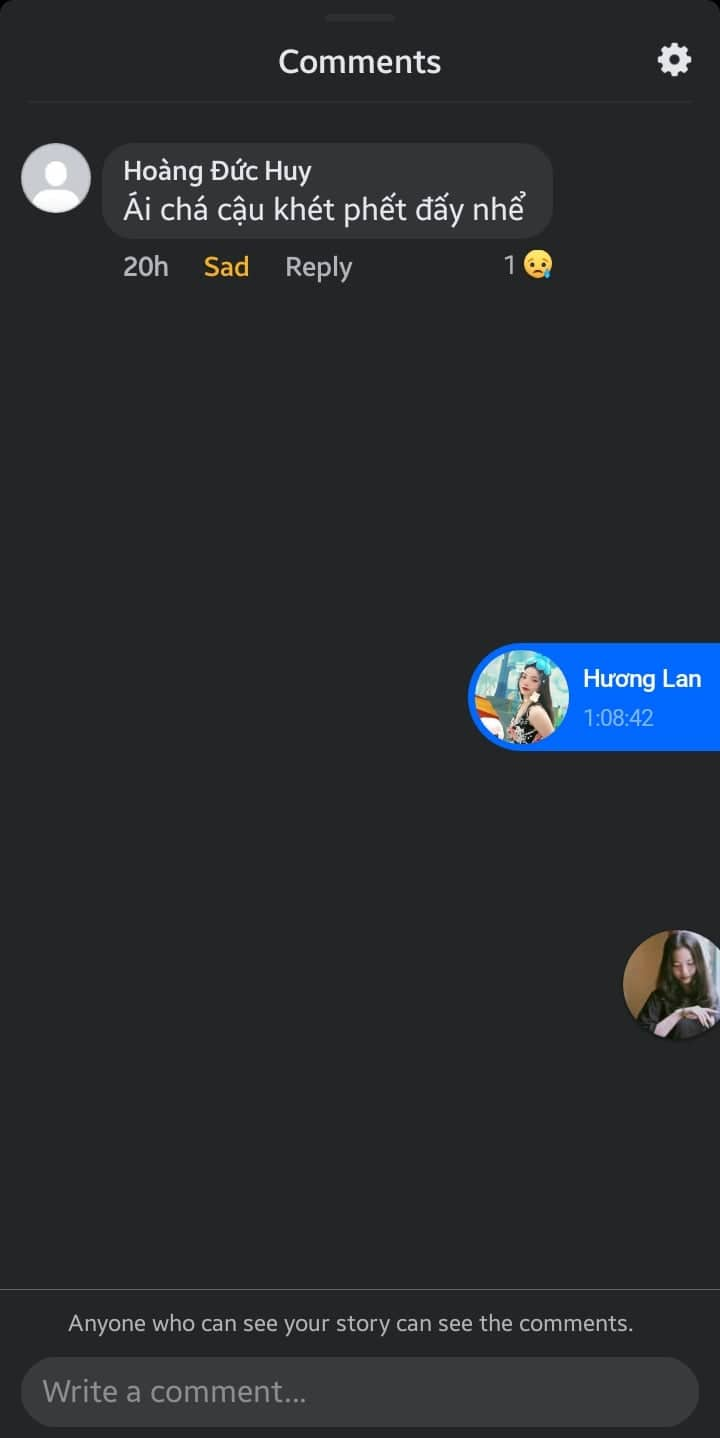 Comments
Hoàng Đức Huy
Ái chá cậu khét phết đấy nhể
20h Sad Reply 1
Hương Lan
1:08:42
Anyone who can see your story can see the comments.
Write a comment...